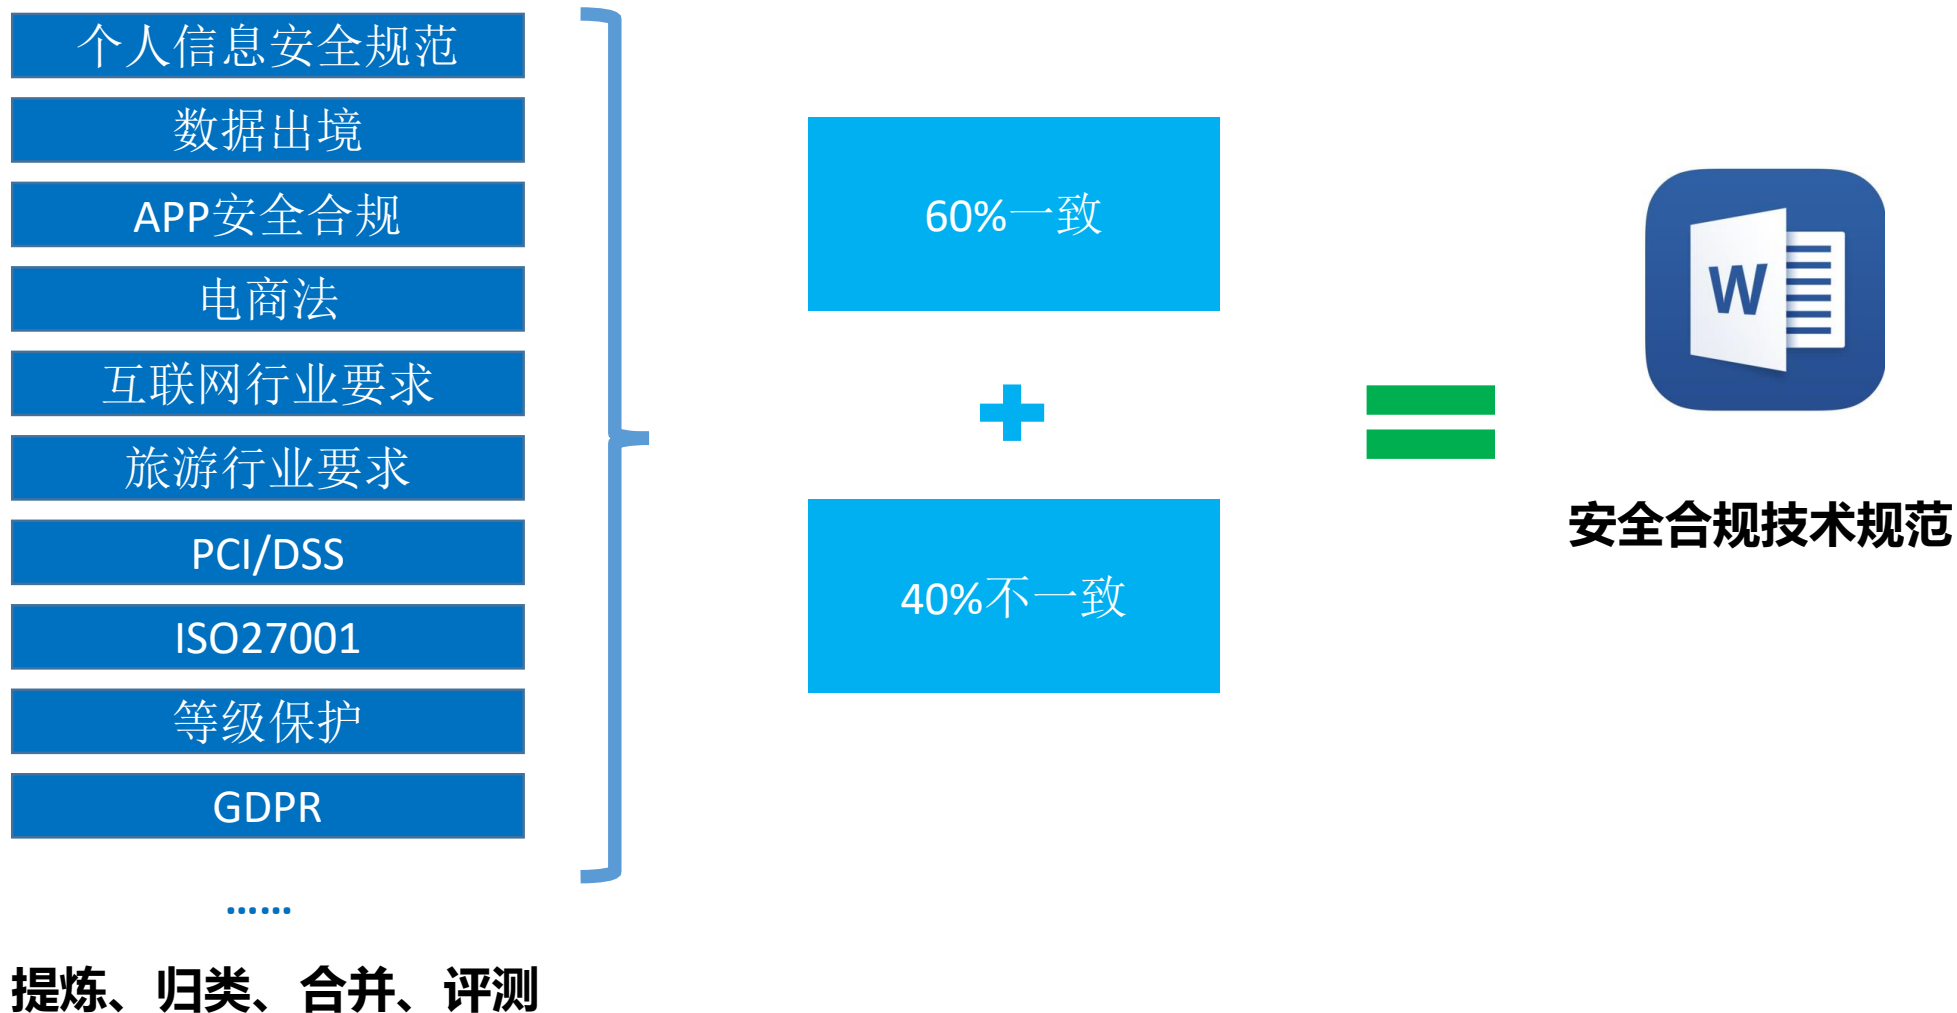 个人信息安全规范
数据出境
APP安全合规
电商法
互联网行业要求
旅游行业要求
PCI/DSS
ISO27001
等级保护
GDPR
……
提炼、归类、合并、评测
60%一致
40%不一致
W
安全合规技术规范